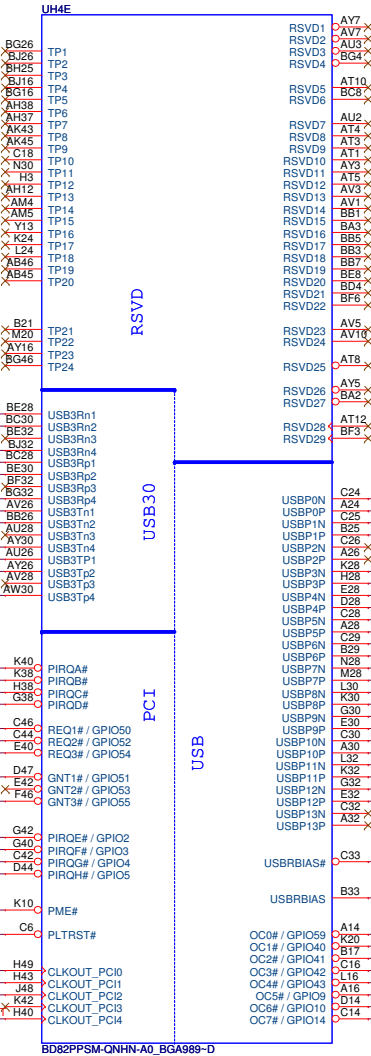 UH4E
BG26 TP1
BJ26 TP2
BH25 TP3
BJ16 TP4
BG16 TP5
AH38 TP6
AH37 TP7
AK43 TP8
AK45 TP9
C18 TP10
N30 TP11
H3 TP12
AH12 TP13
AM4 TP14
AM5 TP15
Y13 TP16
K24 TP17
L24 TP18
AB46 TP19
AB45 TP20
B21 TP21
M20 TP22
AY16 TP23
BG46 TP24
RSVD
RSVD1 AY7
RSVD2 AV7
RSVD3 AU3
RSVD4 BG4
RSVD5 AT10
RSVD6 BC8
RSVD7 AU2
RSVD8 AT4
RSVD9 AT3
RSVD10 AT1
RSVD11 AY3
RSVD12 AT5
RSVD13 AV3
RSVD14 AV1
RSVD15 BB1
RSVD16 BA3
RSVD17 BB5
RSVD18 BB3
RSVD19 BB7
RSVD20 BE8
RSVD21 BD4
RSVD22 BF6
RSVD23 AV5
RSVD24 AV10
RSVD25 AT8
RSVD26 AY5
RSVD27 BA2
RSVD28 AT12
RSVD29 BF3
BE28 USB3Rn1
BC30 USB3Rn2
BE32 USB3Rn3
BJ32 USB3Rn4
BC28 USB3Rp1
BE30 USB3Rp2
BF32 USB3Rp3
BG32 USB3Rp4
AV26 USB3Tn1
BB26 USB3Tn2
AU28 USB3Tn3
AY30 USB3Tn4
AU26 USB3Tp1
AY26 USB3Tp2
AV28 USB3Tp3
AW30 USB3Tp4
USB30
K40 PIRQA#
K38 PIRQB#
H38 PIRQC#
G38 PIRQD#
C46 REQ1# / GPIO50
C44 REQ2# / GPIO52
E40 REQ3# / GPIO54
D47 GNT1# / GPIO51
E42 GNT2# / GPIO53
F46 GNT3# / GPIO55
G42 PIRQE# / GPIO2
G40 PIRQF# / GPIO3
C42 PIRQG# / GPIO4
D44 PIRQH# / GPIO5
K10 PME#
C6 PLTRST#
H49 CLKOUT_PCI0
H43 CLKOUT_PCI1
J48 CLKOUT_PCI2
K42 CLKOUT_PCI3
H40 CLKOUT_PCI4
PCI
USB
USBP0N C24
USBP0P A24
USBP1N C25
USBP1P B25
USBP2N C26
USBP2P A26
USBP3N K28
USBP3P H28
USBP4N E28
USBP4P D28
USBP5N C28
USBP5P A28
USBP6N C29
USBP6P B29
USBP7N N28
USBP7P M28
USBP8N L30
USBP8P K30
USBP9N G30
USBP9P E30
USBP10N C30
USBP10P A30
USBP11N L32
USBP11P K32
USBP12N G32
USBP12P E32
USBP13N C32
USBP13P A32
USBRBIAS# C33
USBRBIAS B33
OC0# / GPIO59 A14
OC1# / GPIO40 K20
OC2# / GPIO41 B17
OC3# / GPIO42 C16
OC4# / GPIO43 L16
OC5# / GPIO9 A16
OC6# / GPIO10 D14
OC7# / GPIO14 C14
BD82PPSM-QNHN-A0_BGA989~D